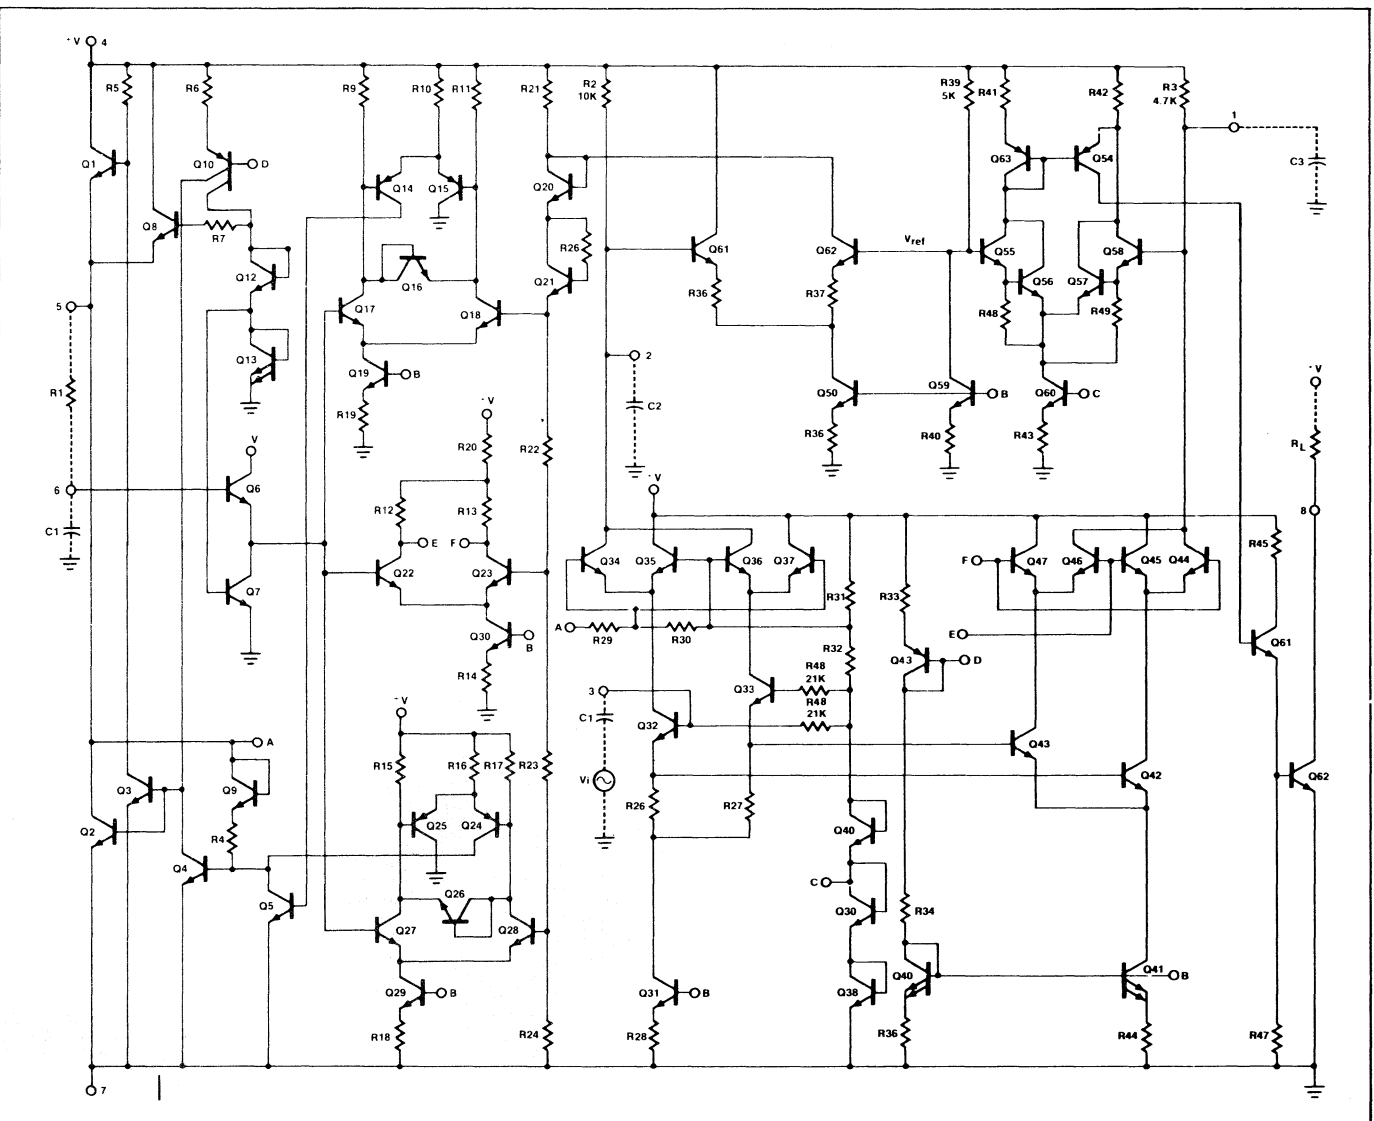 +V 4
R5
R6
R9
R10
R11
R21
R2
10K
R39
5K
R41
R42
R3
4.7K
1
C3
Q1
Q10
D
Q14
Q15
Q20
Q63
Q54
Q8
R7
R26
Q61
Q62
Vref
Q55
Q56
Q57
Q58
Q12
Q16
Q21
R36
R37
R48
R49
5
Q17
Q18
Q13
R1
Q19
B
2
C2
Q50
Q59
B
Q60
C
V
R19
V
R20
R22
R36
R40
R43
RL
V
6
Q6
C1
R12
R13
V
8
E
F
Q22
Q23
Q34
Q35
Q36
Q37
F
Q47
Q46
Q45
Q44
R45
Q7
R31
R33
A
R29
R30
E
Q30
B
R32
Q61
R14
Q43
D
R48
21K
R48
21K
Q33
3
C1
Q32
V
A
Q43
Vi
R15
R16
R17
R23
Q3
Q9
Q42
Q62
R26
R27
Q2
R4
Q25
Q24
Q40
Q4
C
Q26
Q5
Q30
R34
Q27
Q28
Q29
B
Q31
B
Q38
Q40
Q41
B
R18
R24
R28
R36
R44
R47
7